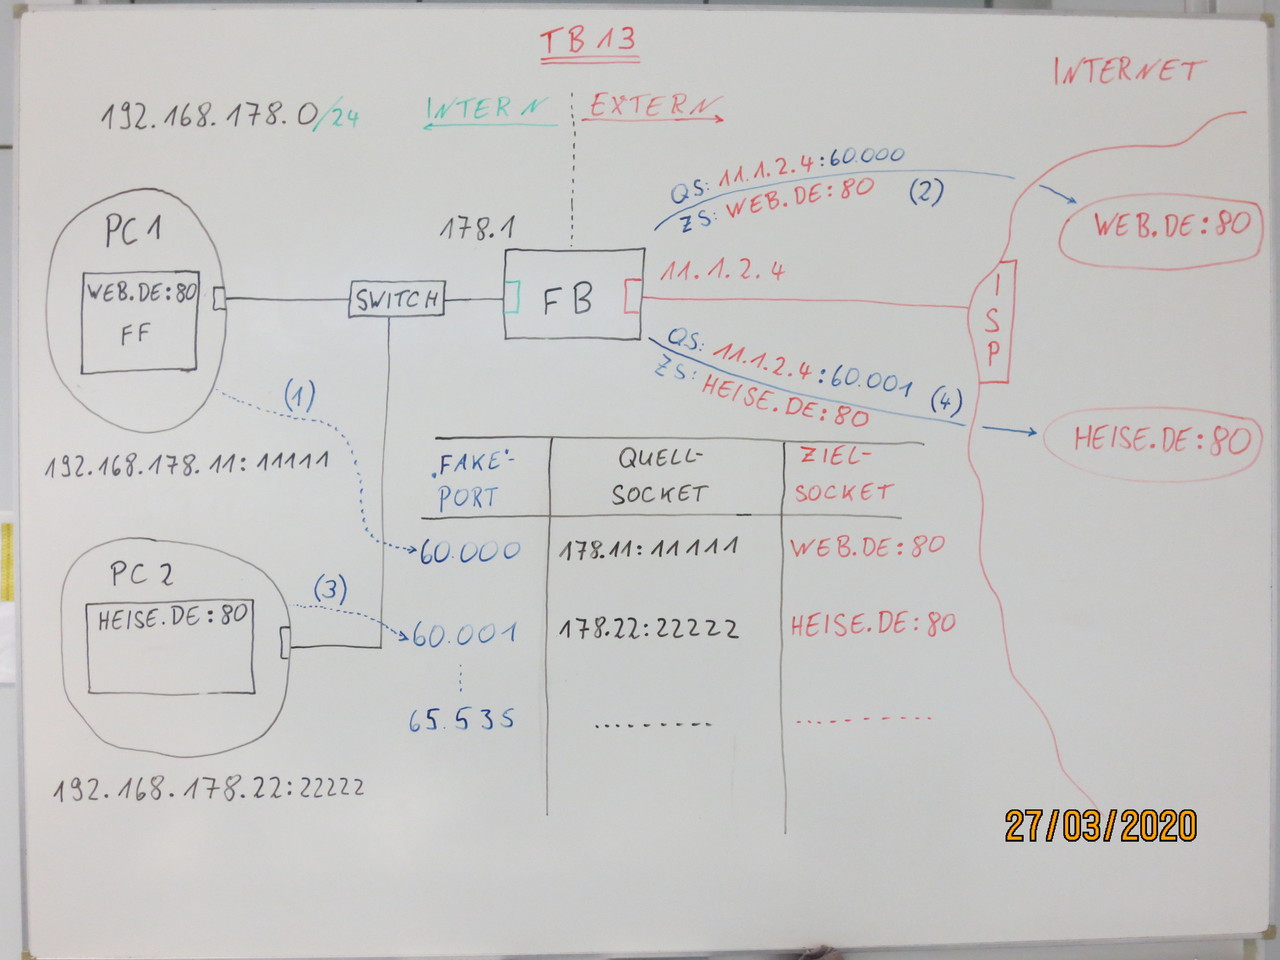 TB 13
INTERNET
192.168.178.0/24
INTERN
EXTERN
QS: 11.1.2.4:60.000
ZS: WEB.DE:80 (2)
WEB.DE:80
PC 1
WEB.DE:80
FF
178.1
SWITCH
FB
11.1.2.4
ISP
QS: 11.1.2.4:60.001 (4)
ZS: HEISE.DE:80
HEISE.DE:80
(1)
192.168.178.11:11111
"FAKE"-
PORT
QUELL-
SOCKET
ZIEL-
SOCKET
60.000 178.11:11111 WEB.DE:80
PC 2
HEISE.DE:80
(3)
60.001 178.22:22222 HEISE.DE:80
65.535 ......... .........
192.168.178.22:22222
27/03/2020